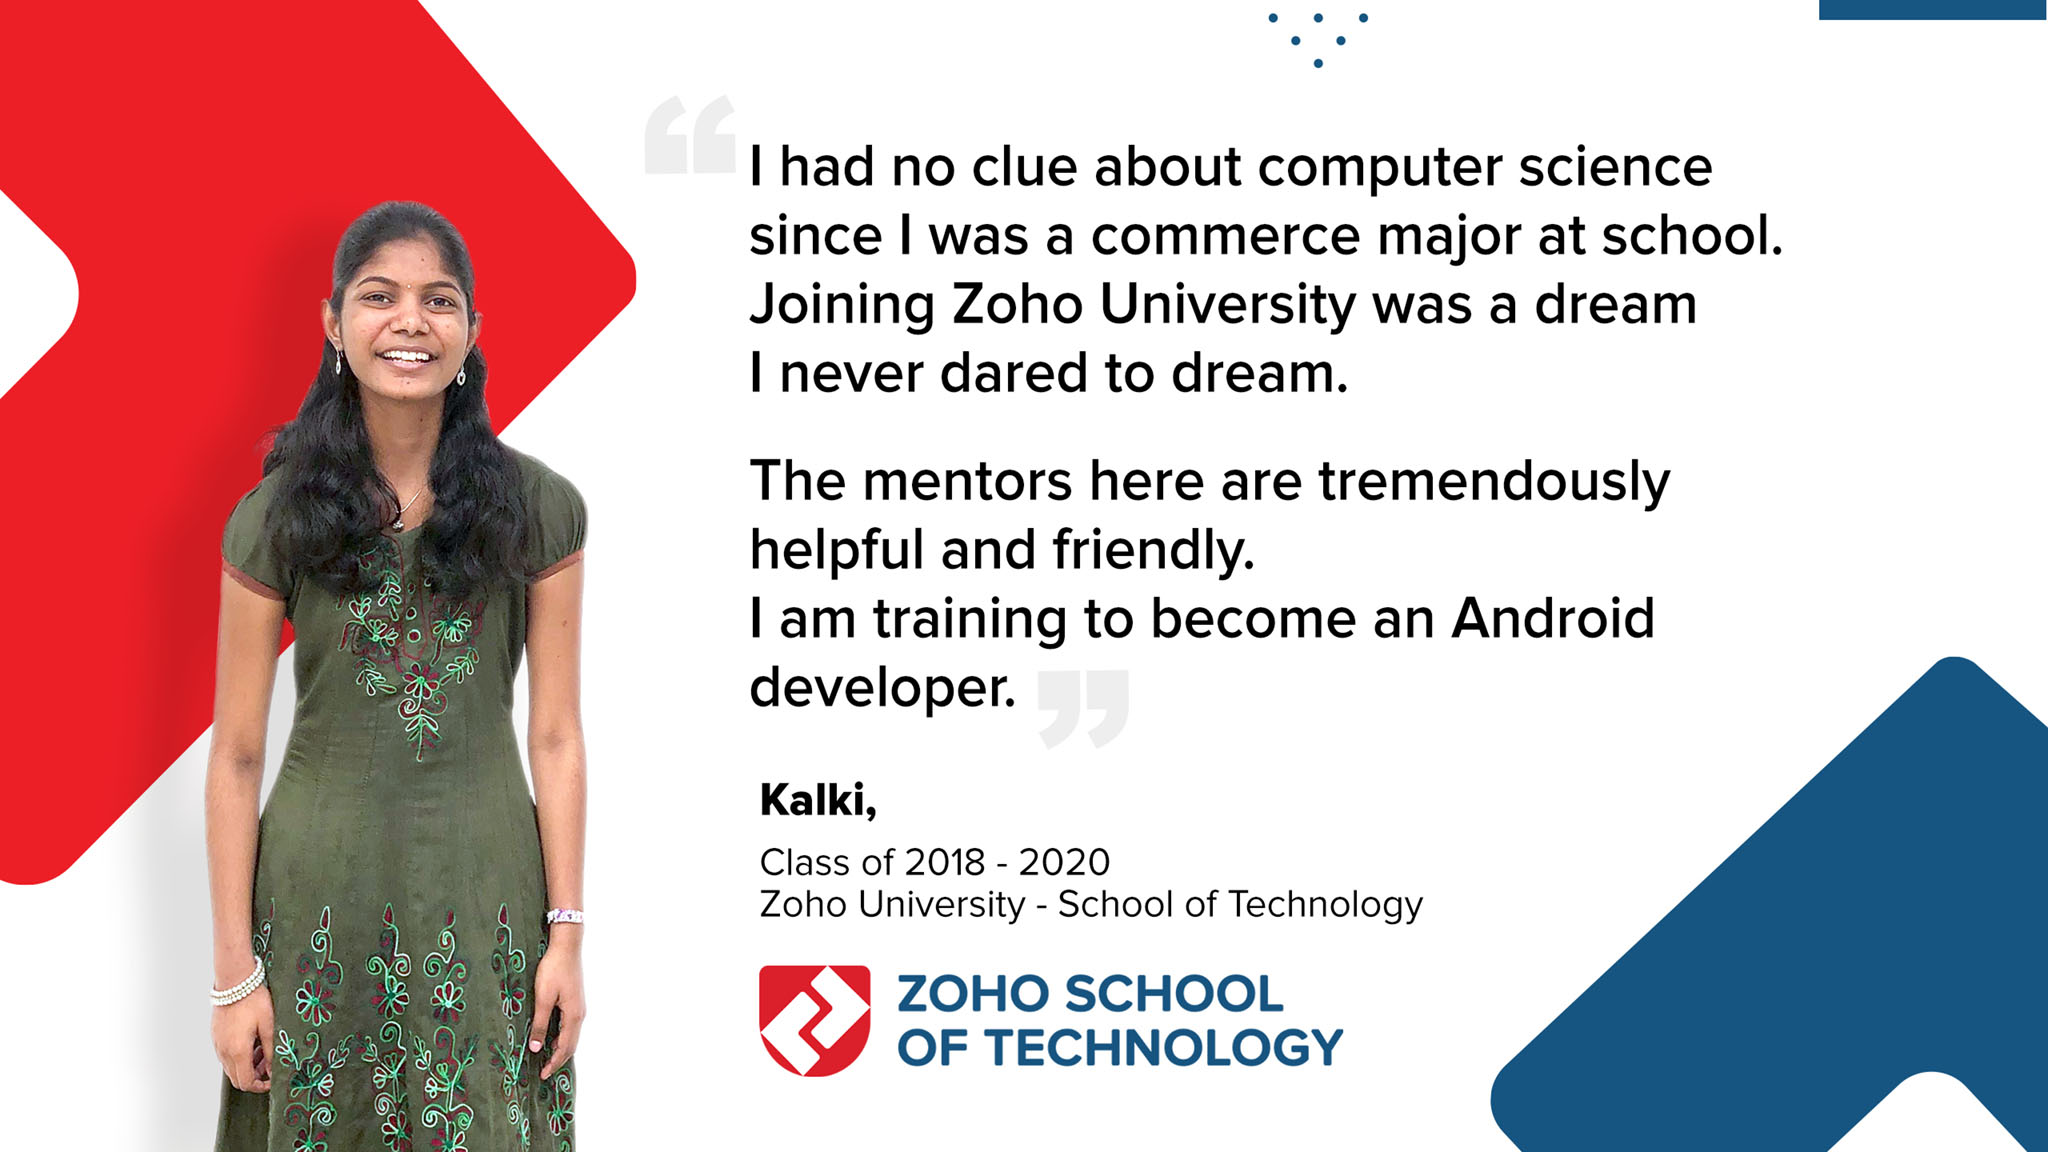 I had no clue about computer science
since I was a commerce major at school.
Joining Zoho University was a dream
I never dared to dream.
The mentors here are tremendously
helpful and friendly.
I am training to become an Android
developer.
Kalki,
Class of 2018 - 2020
Zoho University - School of Technology
ZOHO SCHOOL
OF TECHNOLOGY